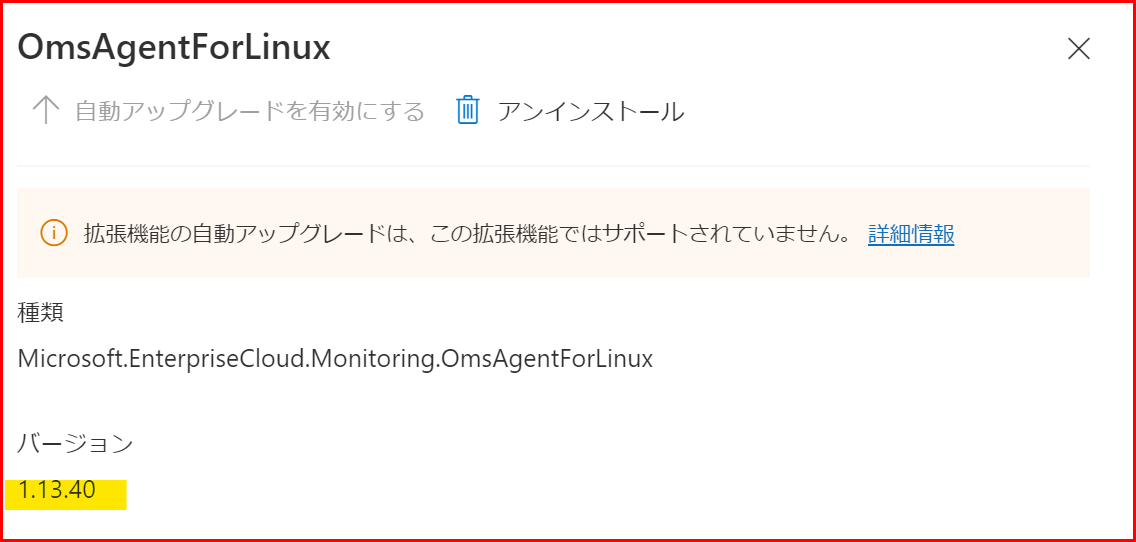 OmsAgentForLinux
自動アップグレードを有効にする アンインストール
拡張機能の自動アップグレードは、この拡張機能ではサポートされていません。 詳細情報
種類
Microsoft.EnterpriseCloud.Monitoring.OmsAgentForLinux
バージョン
1.13.40